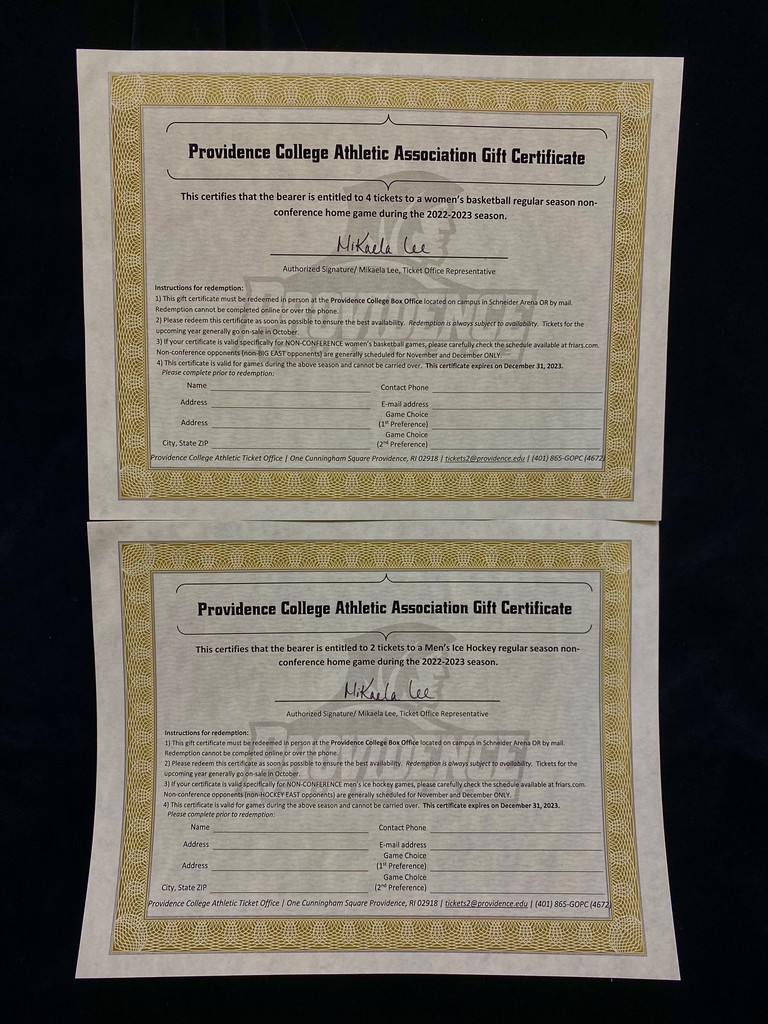 Providence College Athletic Association Gift Certificate
This certifies that the bearer is entitled to 4 tickets to a women's basketball regular season non-
conference home game during the 2022-2023 season.
Mikaela Lee
Authorized Signature/ Mikaela Lee, Ticket Office Representative
Instructions for redemption:
1) This gift certificate must be redeemed in person at the Providence College Box Office located on campus in Schneider Arena OR by mail.
Redemption cannot be completed online or over the phone.
2) Please redeem this certificate as soon as possible to ensure the best availability. Redemption is always subject to availability. Tickets for the
upcoming year generally go on-sale in October.
3) If your certificate is valid specifically for NON-CONFERENCE women's basketball games, please carefully check the schedule available at friars.com.
Non-conference opponents (non-BIG EAST opponents) are generally scheduled for November and December ONLY.
4) This certificate is valid for games during the above season and cannot be carried over. This certificate expires on December 31, 2023.
Please complete prior to redemption:
Name Contact Phone
Address E-mail address
Game Choice
Address (1st Preference)
Game Choice
City, State ZIP (2nd Preference)
Providence College Athletic Ticket Office | One Cunningham Square Providence, RI 02918 | tickets2@providence.edu | (401) 865-GOPC (4672)
PROVIDENCE
Providence College Athletic Association Gift Certificate
This certifies that the bearer is entitled to 2 tickets to a Men's Ice Hockey regular season non-
conference home game during the 2022-2023 season.
Mikaela Lee
Authorized Signature/ Mikaela Lee, Ticket Office Representative
Instructions for redemption:
1) This gift certificate must be redeemed in person at the Providence College Box Office located on campus in Schneider Arena OR by mail.
Redemption cannot be completed online or over the phone.
2) Please redeem this certificate as soon as possible to ensure the best availability. Redemption is always subject to availability. Tickets for the
upcoming year generally go on-sale in October.
3) If your certificate is valid specifically for NON-CONFERENCE men's ice hockey games, please carefully check the schedule available at friars.com.
Non-conference opponents (non-HOCKEY EAST opponents) are generally scheduled for November and December ONLY.
4) This certificate is valid for games during the above season and cannot be carried over. This certificate expires on December 31, 2023.
Please complete prior to redemption:
Name Contact Phone
Address E-mail address
Game Choice
Address (1st Preference)
Game Choice
City, State ZIP (2nd Preference)
Providence College Athletic Ticket Office | One Cunningham Square Providence, RI 02918 | tickets2@providence.edu | (401) 865-GOPC (4672)
PROVIDENCE